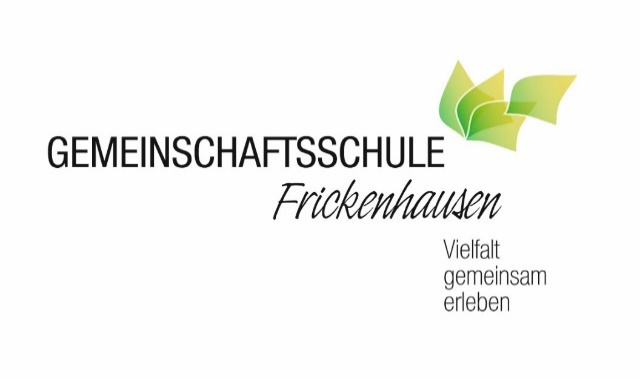 GEMEINSCHAFTSSCHULE
Frickenhausen
Vielfalt
gemeinsam
erleben